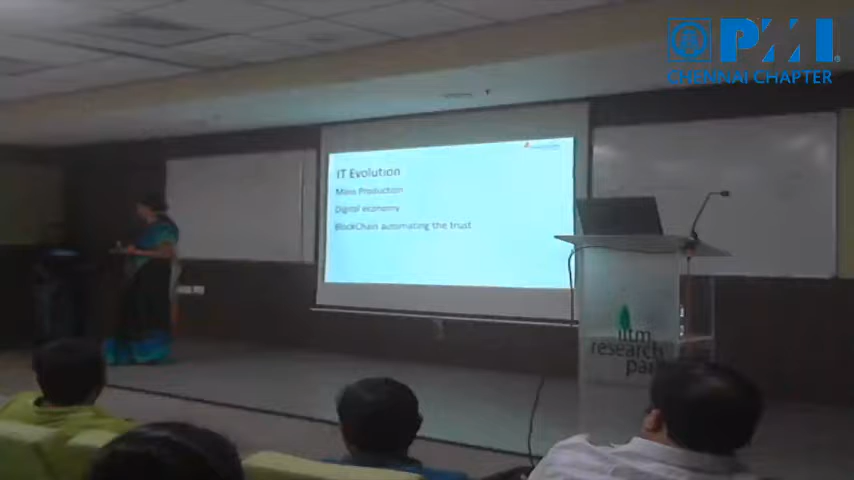 PMI
CHENNAI CHAPTER
IT Evolution
Mass Production
Digital economy
BlockChain automating the trust
iitm
research
park